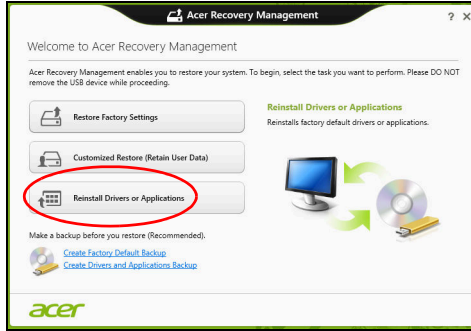 Acer Recovery Management
? X
Welcome to Acer Recovery Management
Acer Recovery Management enables you to restore your system. To begin, select the task you want to perform. Please DO NOT
remove the USB device while proceeding.
Restore Factory Settings
Customized Restore (Retain User Data)
Reinstall Drivers or Applications
Reinstall Drivers or Applications
Reinstalls factory default drivers or applications.
Make a backup before you restore (Recommended).
Create Factory Default Backup
Create Drivers and Applications Backup
acer